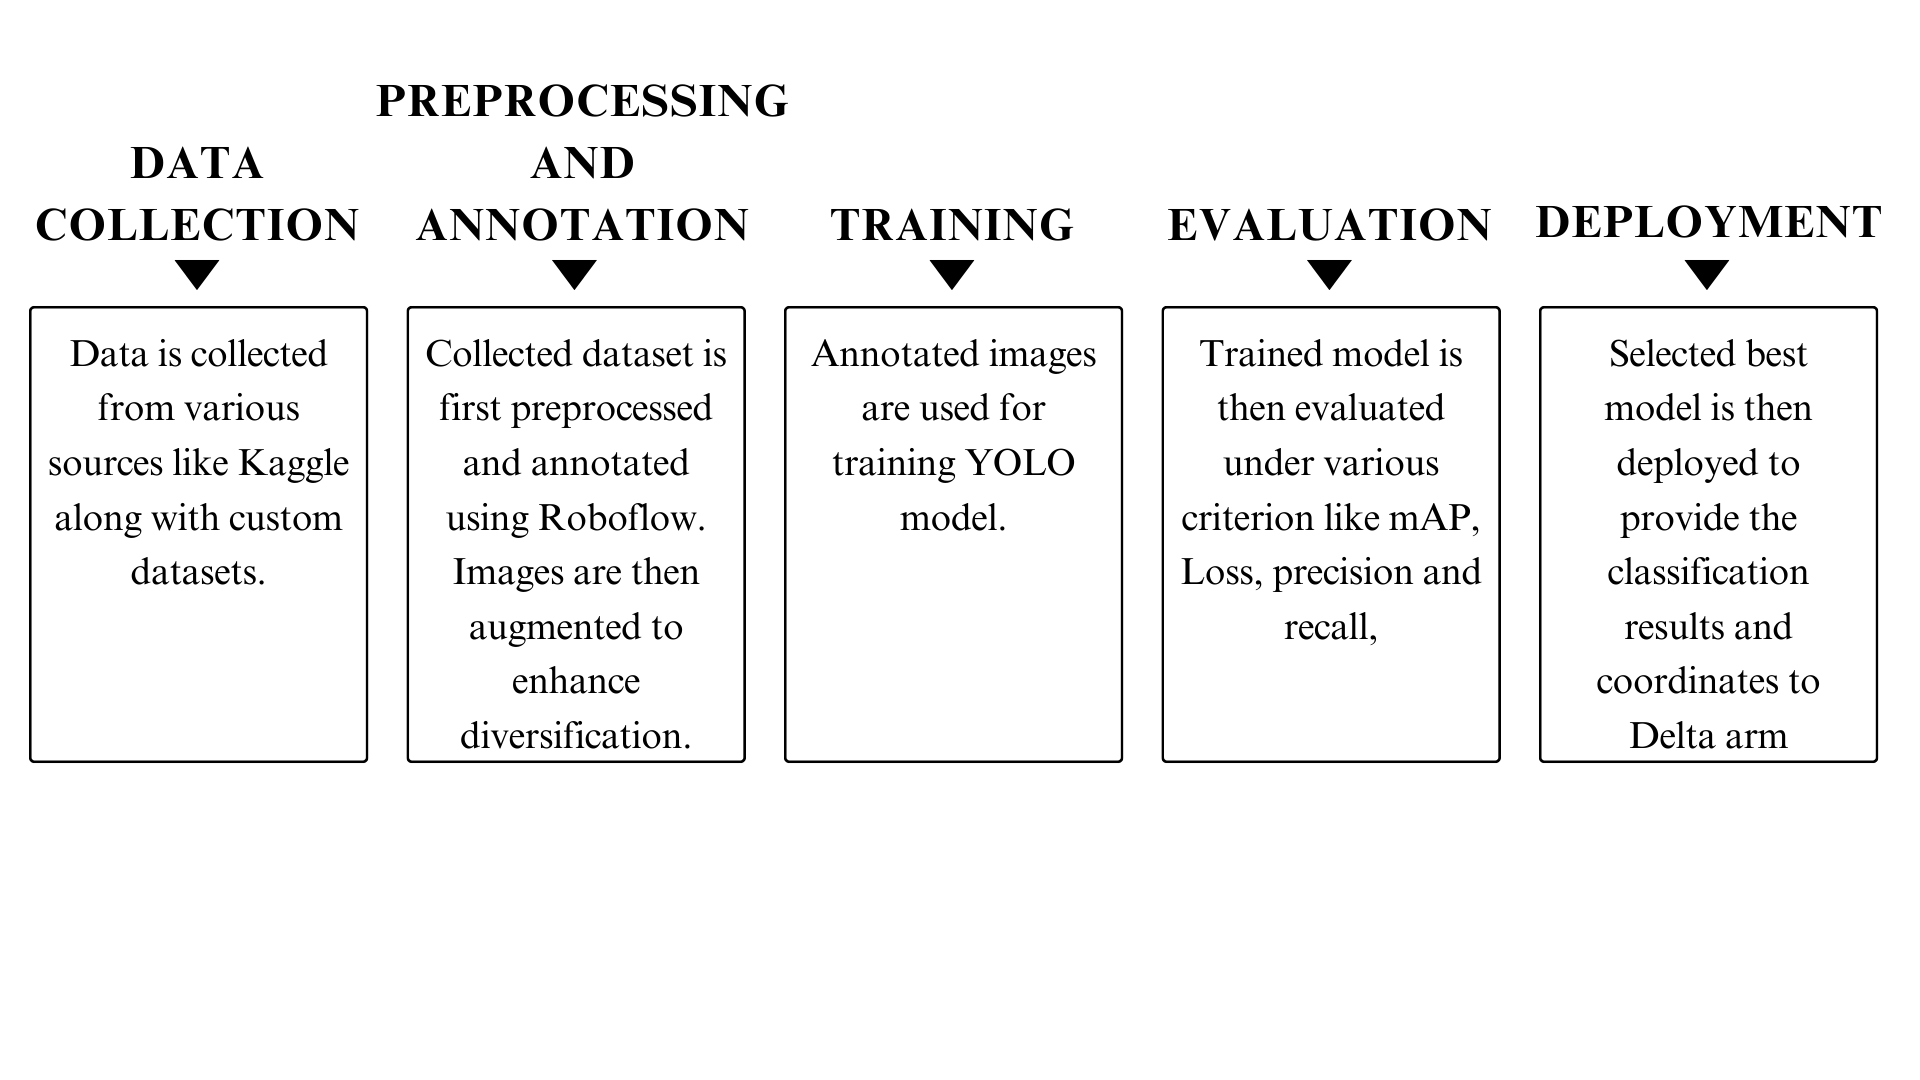 DATA
COLLECTION
Data is collected
from various
sources like Kaggle
along with custom
datasets.
PREPROCESSING
AND
ANNOTATION
Collected dataset is
first preprocessed
and annotated
using Roboflow.
Images are then
augmented to
enhance
diversification.
TRAINING
Annotated images
are used for
training YOLO
model.
EVALUATION
Trained model is
then evaluated
under various
criterion like mAP,
Loss, precision and
recall,
DEPLOYMENT
Selected best
model is then
deployed to
provide the
classification
results and
coordinates to
Delta arm